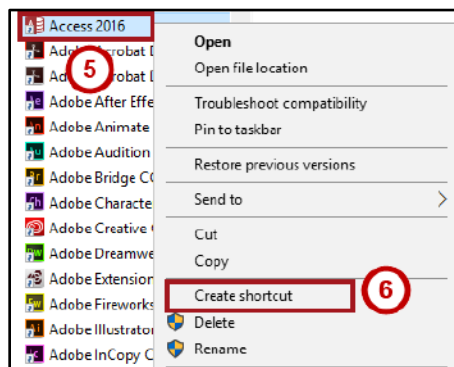 Access 2016
Adobe Acrobat D
Adobe Acrobat D
Adobe After Effe
Adobe Animate
Adobe Audition
Adobe Bridge CC
Adobe Characte
Adobe Creative
Adobe Dreamwe
Adobe Extension
Adobe Fireworks
Adobe Illustrator
Adobe InCopy C
5
Open
Open file location
Troubleshoot compatibility
Pin to taskbar
Restore previous versions
Send to
Cut
Copy
Create shortcut
6
Delete
Rename